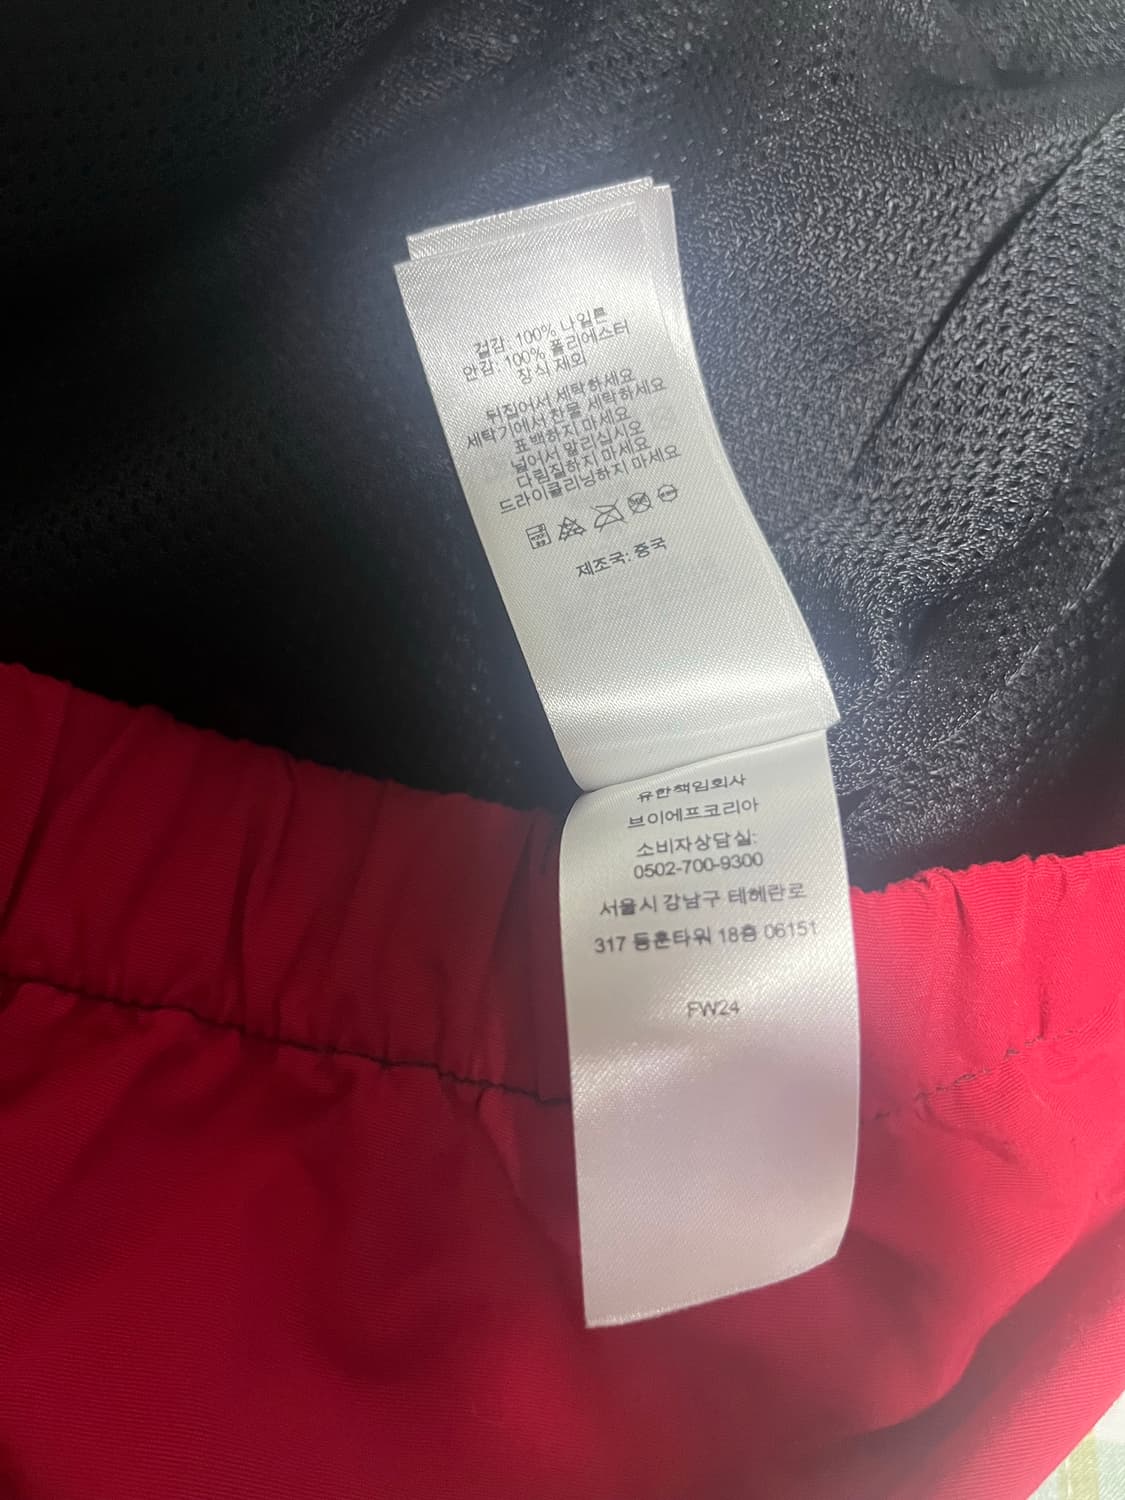 겉감: 100% 나일론
안감: 100% 폴리에스터
장식 제외
뒤집어서 세탁하세요
세탁기에서 찬물 세탁하세요
표백하지 마세요
널어서 말리십시오
다림질하지 마세요
드라이클리닝하지 마세요
제조국: 중국
유한책임회사
브이에프코리아
소비자상담실:
0502-700-9300
서울시 강남구 테헤란로
317 동훈타워 18층 06151
FW24